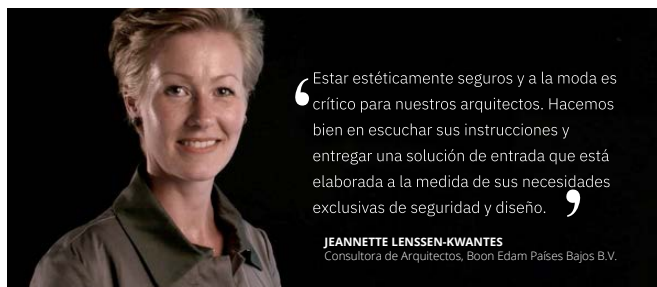 ‘
Estar estéticamente seguros y a la moda es
crítico para nuestros arquitectos. Hacemos
bien en escuchar sus instrucciones y
entregar una solución de entrada que está
elaborada a la medida de sus necesidades
exclusivas de seguridad y diseño. ’
JEANNETTE LENSSEN-KWANTES
Consultora de Arquitectos, Boon Edam Países Bajos B.V.